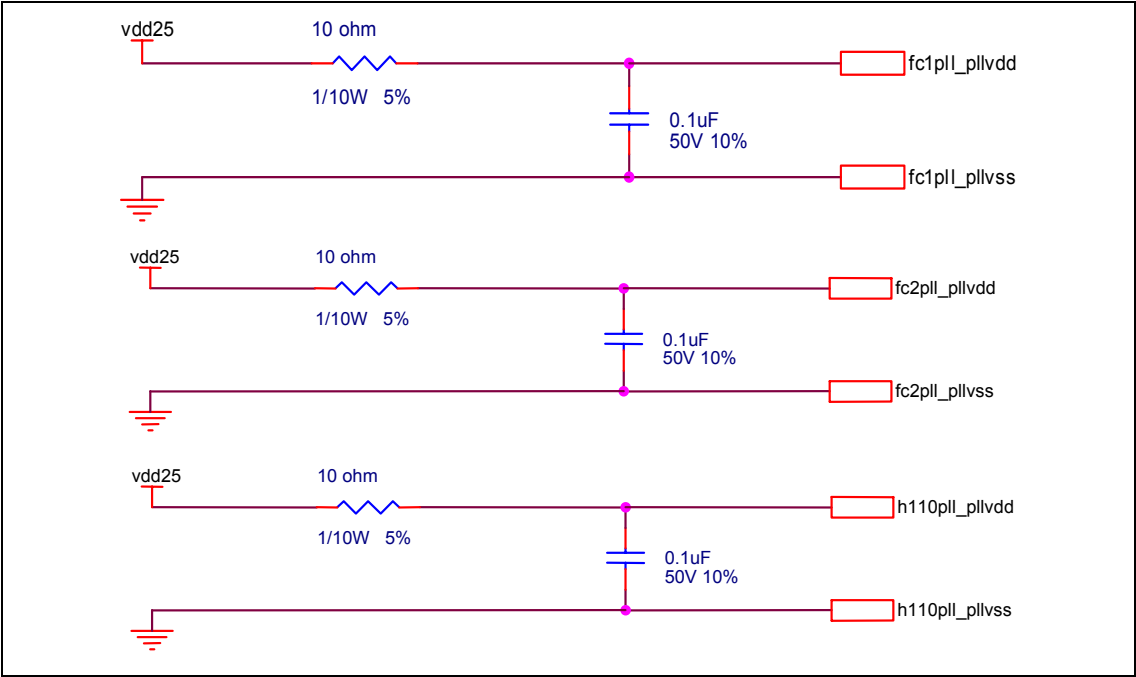 vdd25
10 ohm
1/10W 5%
fc1pll_pllvdd
0.1uF
50V 10%
fc1pll_pllvss
vdd25
10 ohm
1/10W 5%
fc2pll_pllvdd
0.1uF
50V 10%
fc2pll_pllvss
vdd25
10 ohm
1/10W 5%
h110pll_pllvdd
0.1uF
50V 10%
h110pll_pllvss